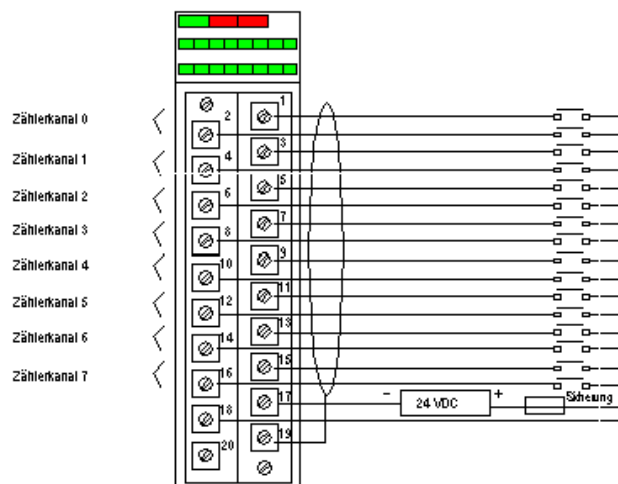 Zählerkanal 0
Zählerkanal 1
Zählerkanal 2
Zählerkanal 3
Zählerkanal 4
Zählerkanal 5
Zählerkanal 6
Zählerkanal 7
1
2
3
4
5
6
7
8
9
10
11
12
13
14
15
16
17
18
19
20
- 24 VDC +
Sicherung